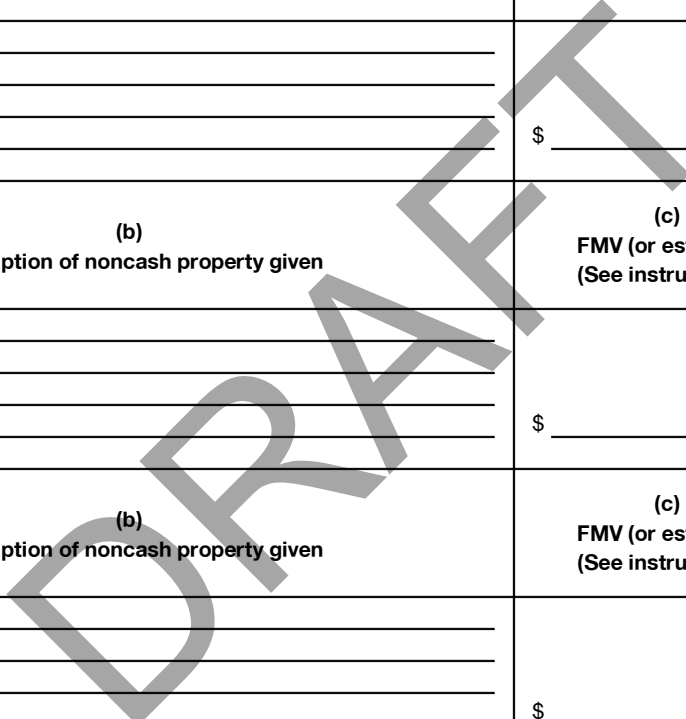 $
(b)
ption of noncash property given
(c)
FMV (or es
(See instru
$
(b)
ption of noncash property given
(c)
FMV (or es
(See instru
$
DRAFT